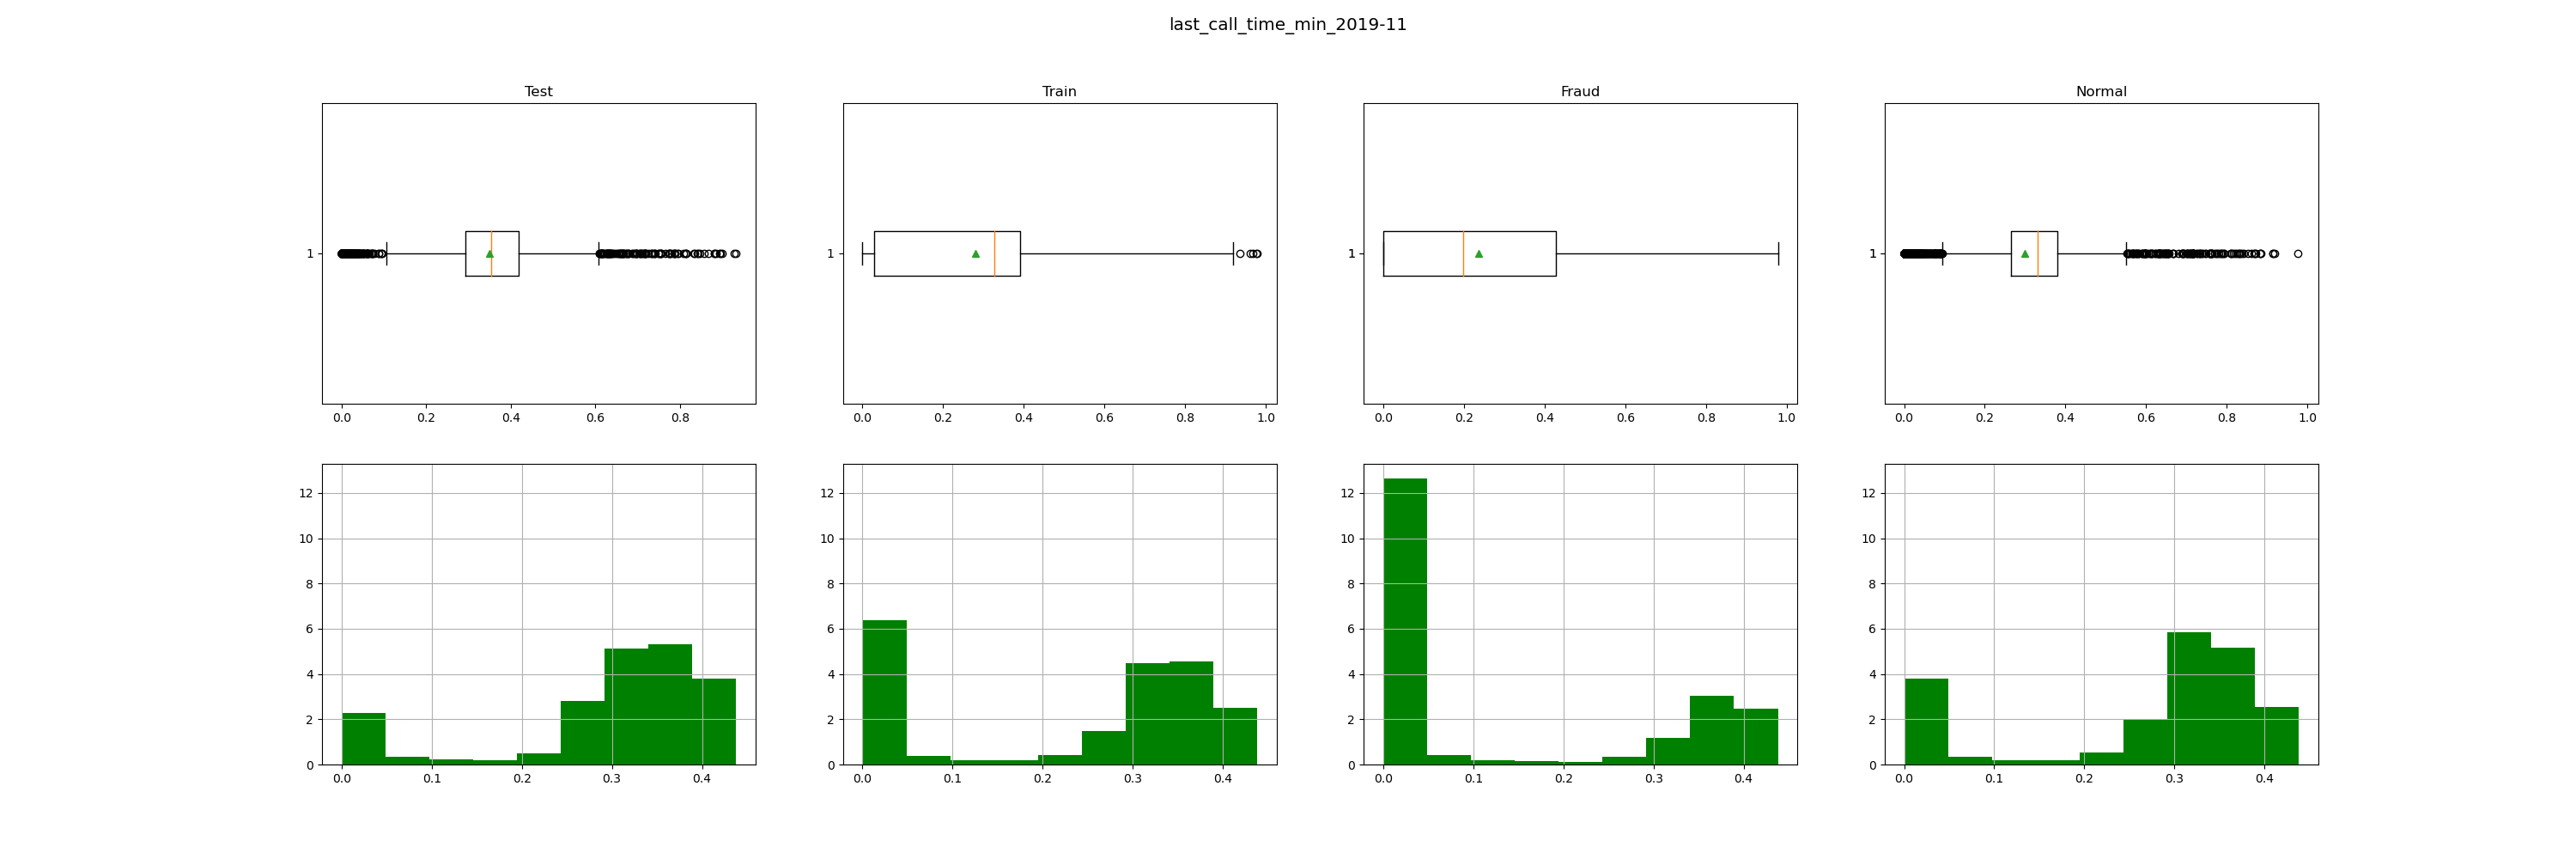 last_call_time_min_2019-11
Test Train Fraud Normal
1 1 1 1
0.0 0.2 0.4 0.6 0.8 0.0 0.2 0.4 0.6 0.8 1.0 0.0 0.2 0.4 0.6 0.8 1.0 0.0 0.2 0.4 0.6 0.8 1.0
12 12 12 12
10 10 10 10
8 8 8 8
6 6 6 6
4 4 4 4
2 2 2 2
0 0 0 0
0.0 0.1 0.2 0.3 0.4 0.0 0.1 0.2 0.3 0.4 0.0 0.1 0.2 0.3 0.4 0.0 0.1 0.2 0.3 0.4